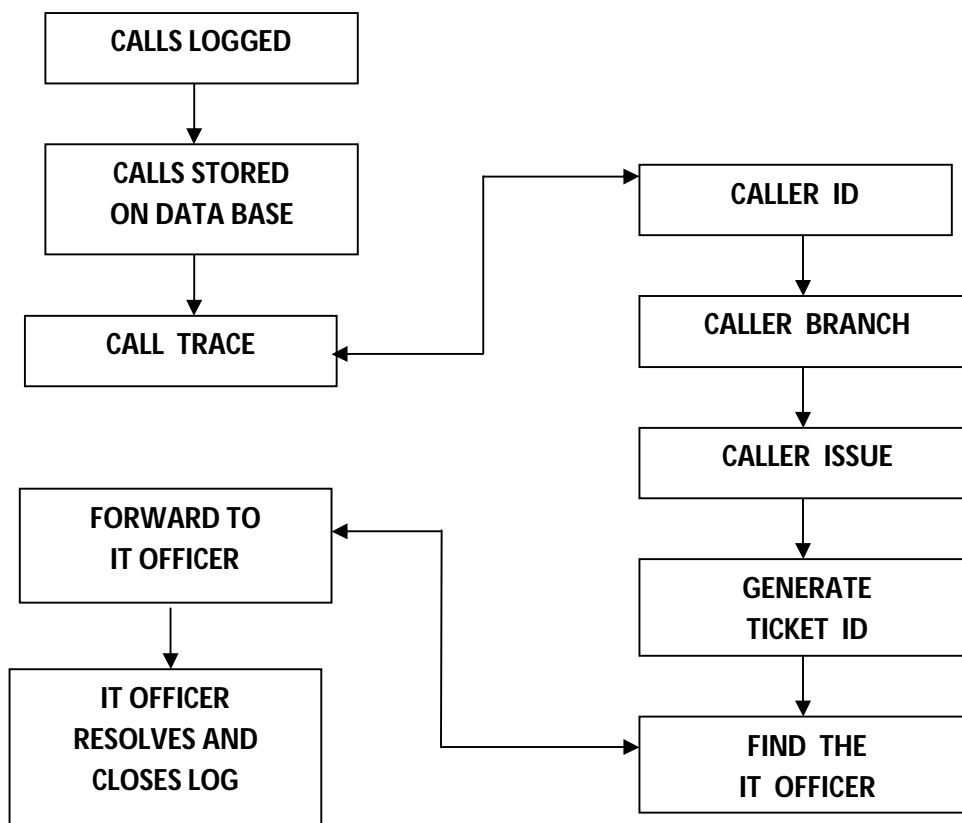 CALLS LOGGED
CALLS STORED
ON DATA BASE
CALL TRACE
CALLER ID
CALLER BRANCH
CALLER ISSUE
GENERATE
TICKET ID
FIND THE
IT OFFICER
FORWARD TO
IT OFFICER
IT OFFICER
RESOLVES AND
CLOSES LOG